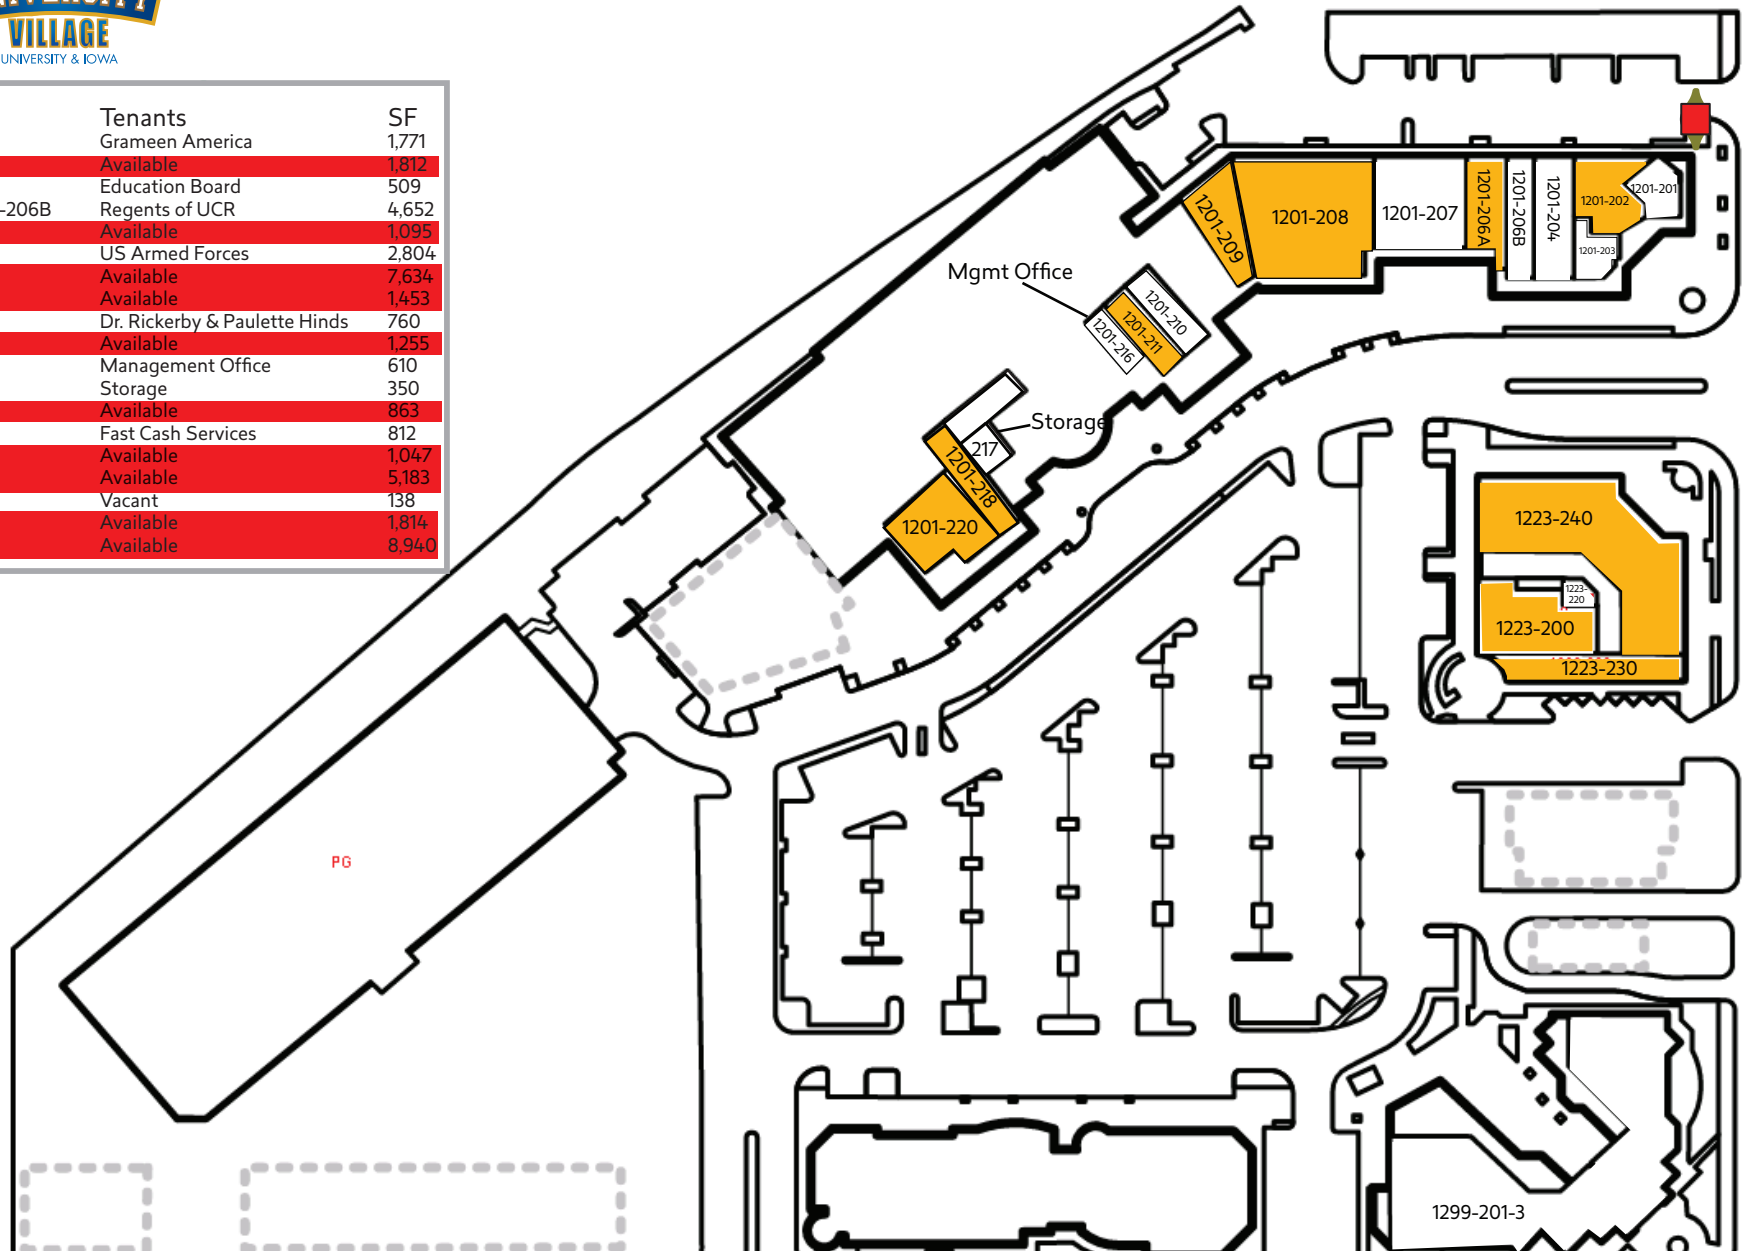 VILLAGE
UNIVERSITY & IOWA
Tenants SF
Grameen America 1,771
Available 1,812
Education Board 509
-206B Regents of UCR 4,652
Available 1,095
US Armed Forces 2,804
Available 7,634
Available 1,453
Dr. Rickerby & Paulette Hinds 760
Available 1,255
Management Office 610
Storage 350
Available 863
Fast Cash Services 812
Available 1,047
Available 5,183
Vacant 138
Available 1,814
Available 8,940
1201-209
1201-208
1201-207
1201-206A
1201-206B
1201-204
1201-202
1201-201
1201-203
Mgmt Office
1201-210
1201-211
1201-216
Storage
217
1201-218
1201-220
1223-240
1223-
220
1223-200
1223-230
PG
1299-201-3